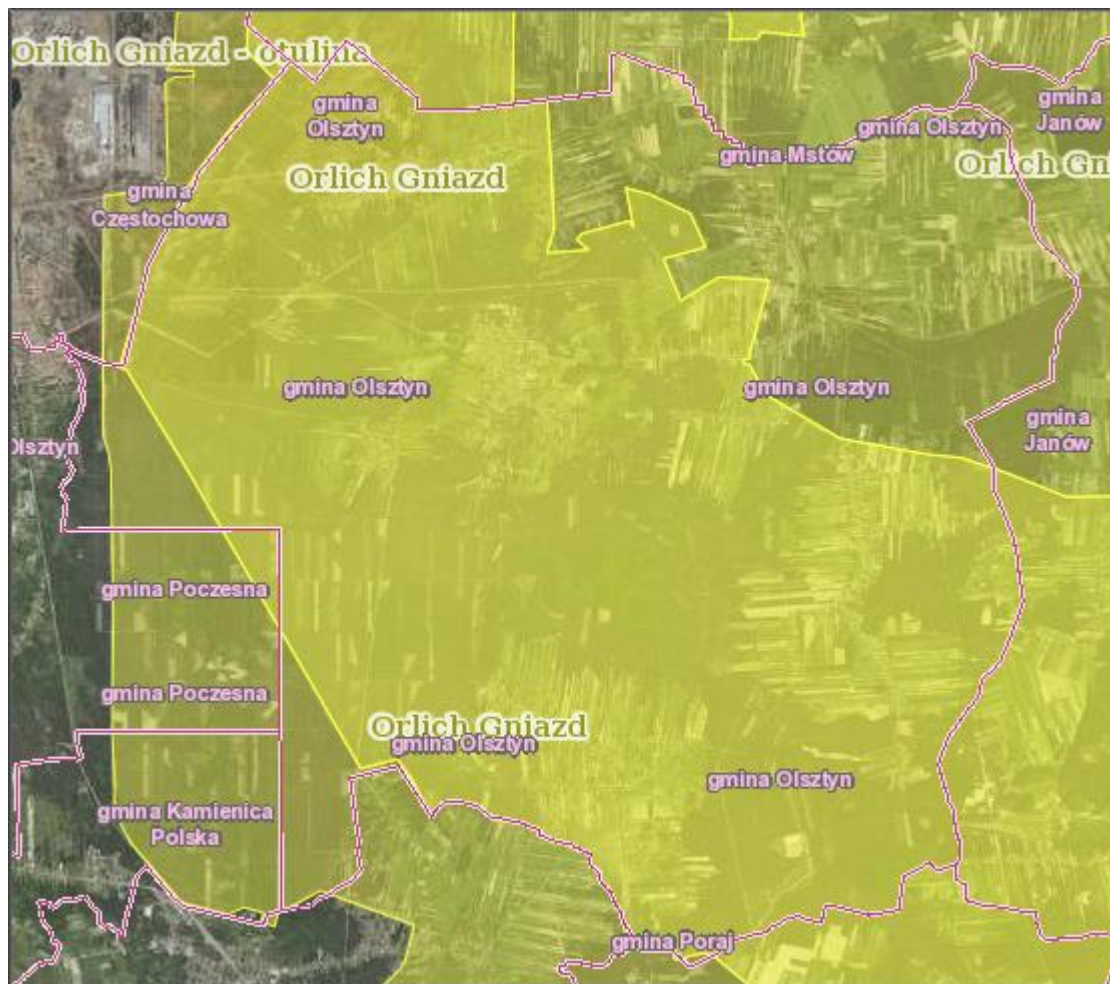 Orlich Gniazd - otulina
gmina
Olsztyn
gmina
Janów
gmina Olsztyn
gmina Mstów
Orlich Gn
Orlich Gniazd
gmina
Częstochowa
gmina Olsztyn
gmina Olsztyn
gmina
Janów
Olsztyn
gmina Poczesna
gmina Poczesna
Orlich Gniazd
gmina Olsztyn
gmina Olsztyn
gmina Kamienica
Polska
gmina Poraj